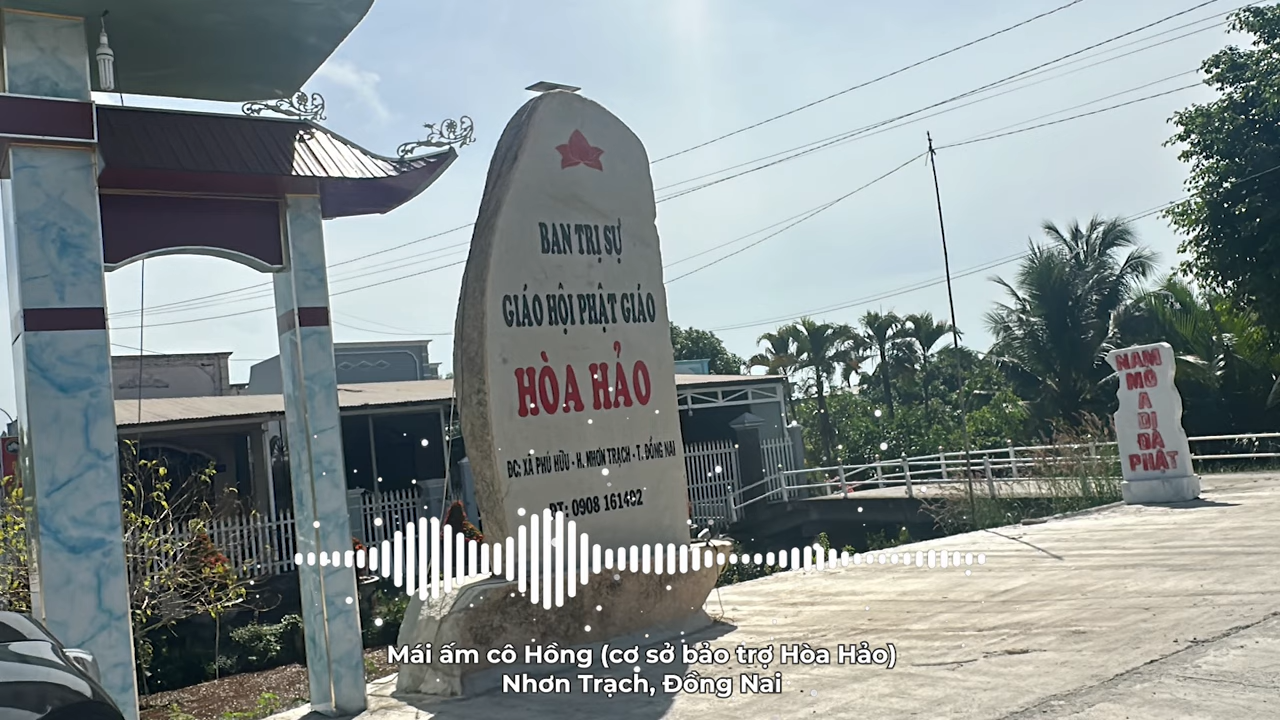 BAN TRỊ SỰ
GIÁO HỘI PHẬT GIÁO
HÒA HẢO
ĐC: XÃ PHÚ HỮU - H. NHƠN TRẠCH - T. ĐỒNG NAI
ĐT: 0908 161492
NAM
MÔ
A
DI
ĐÀ
PHẬT
Mái ấm cô Hồng (cơ sở bảo trợ Hòa Hảo)
Nhơn Trạch, Đồng Nai